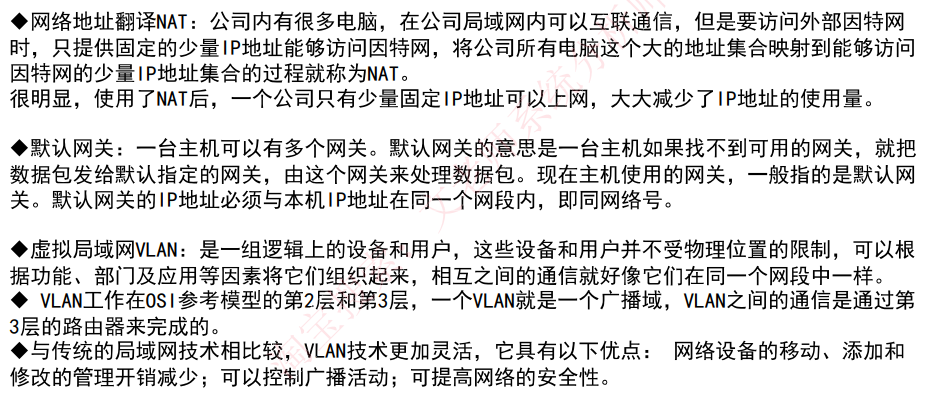 ◆网络地址翻译NAT：公司内有很多电脑，在公司局域网内可以互联通信，但是要访问外部因特网
时，只提供固定的少量IP地址能够访问因特网，将公司所有电脑这个大的地址集合映射到能够访问
因特网的少量IP地址集合的过程就称为NAT。
很明显，使用了NAT后，一个公司只有少量固定IP地址可以上网，大大减少了IP地址的使用量。
◆默认网关：一台主机可以有多个网关。默认网关的意思是一台主机如果找不到可用的网关，就把
数据包发给默认指定的网关，由这个网关来处理数据包。现在主机使用的网关，一般指的是默认网
关。默认网关的IP地址必须与本机IP地址在同一个网段内，即同网络号。
◆虚拟局域网VLAN：是一组逻辑上的设备和用户，这些设备和用户并不受物理位置的限制，可以根
据功能、部门及应用等因素将它们组织起来，相互之间的通信就好像它们在同一个网段中一样。
◆ VLAN工作在OSI参考模型的第2层和第3层，一个VLAN就是一个广播域，VLAN之间的通信是通过第
3层的路由器来完成的。
◆与传统的局域网技术相比较，VLAN技术更加灵活，它具有以下优点： 网络设备的移动、添加和
修改的管理开销减少；可以控制广播活动；可提高网络的安全性。